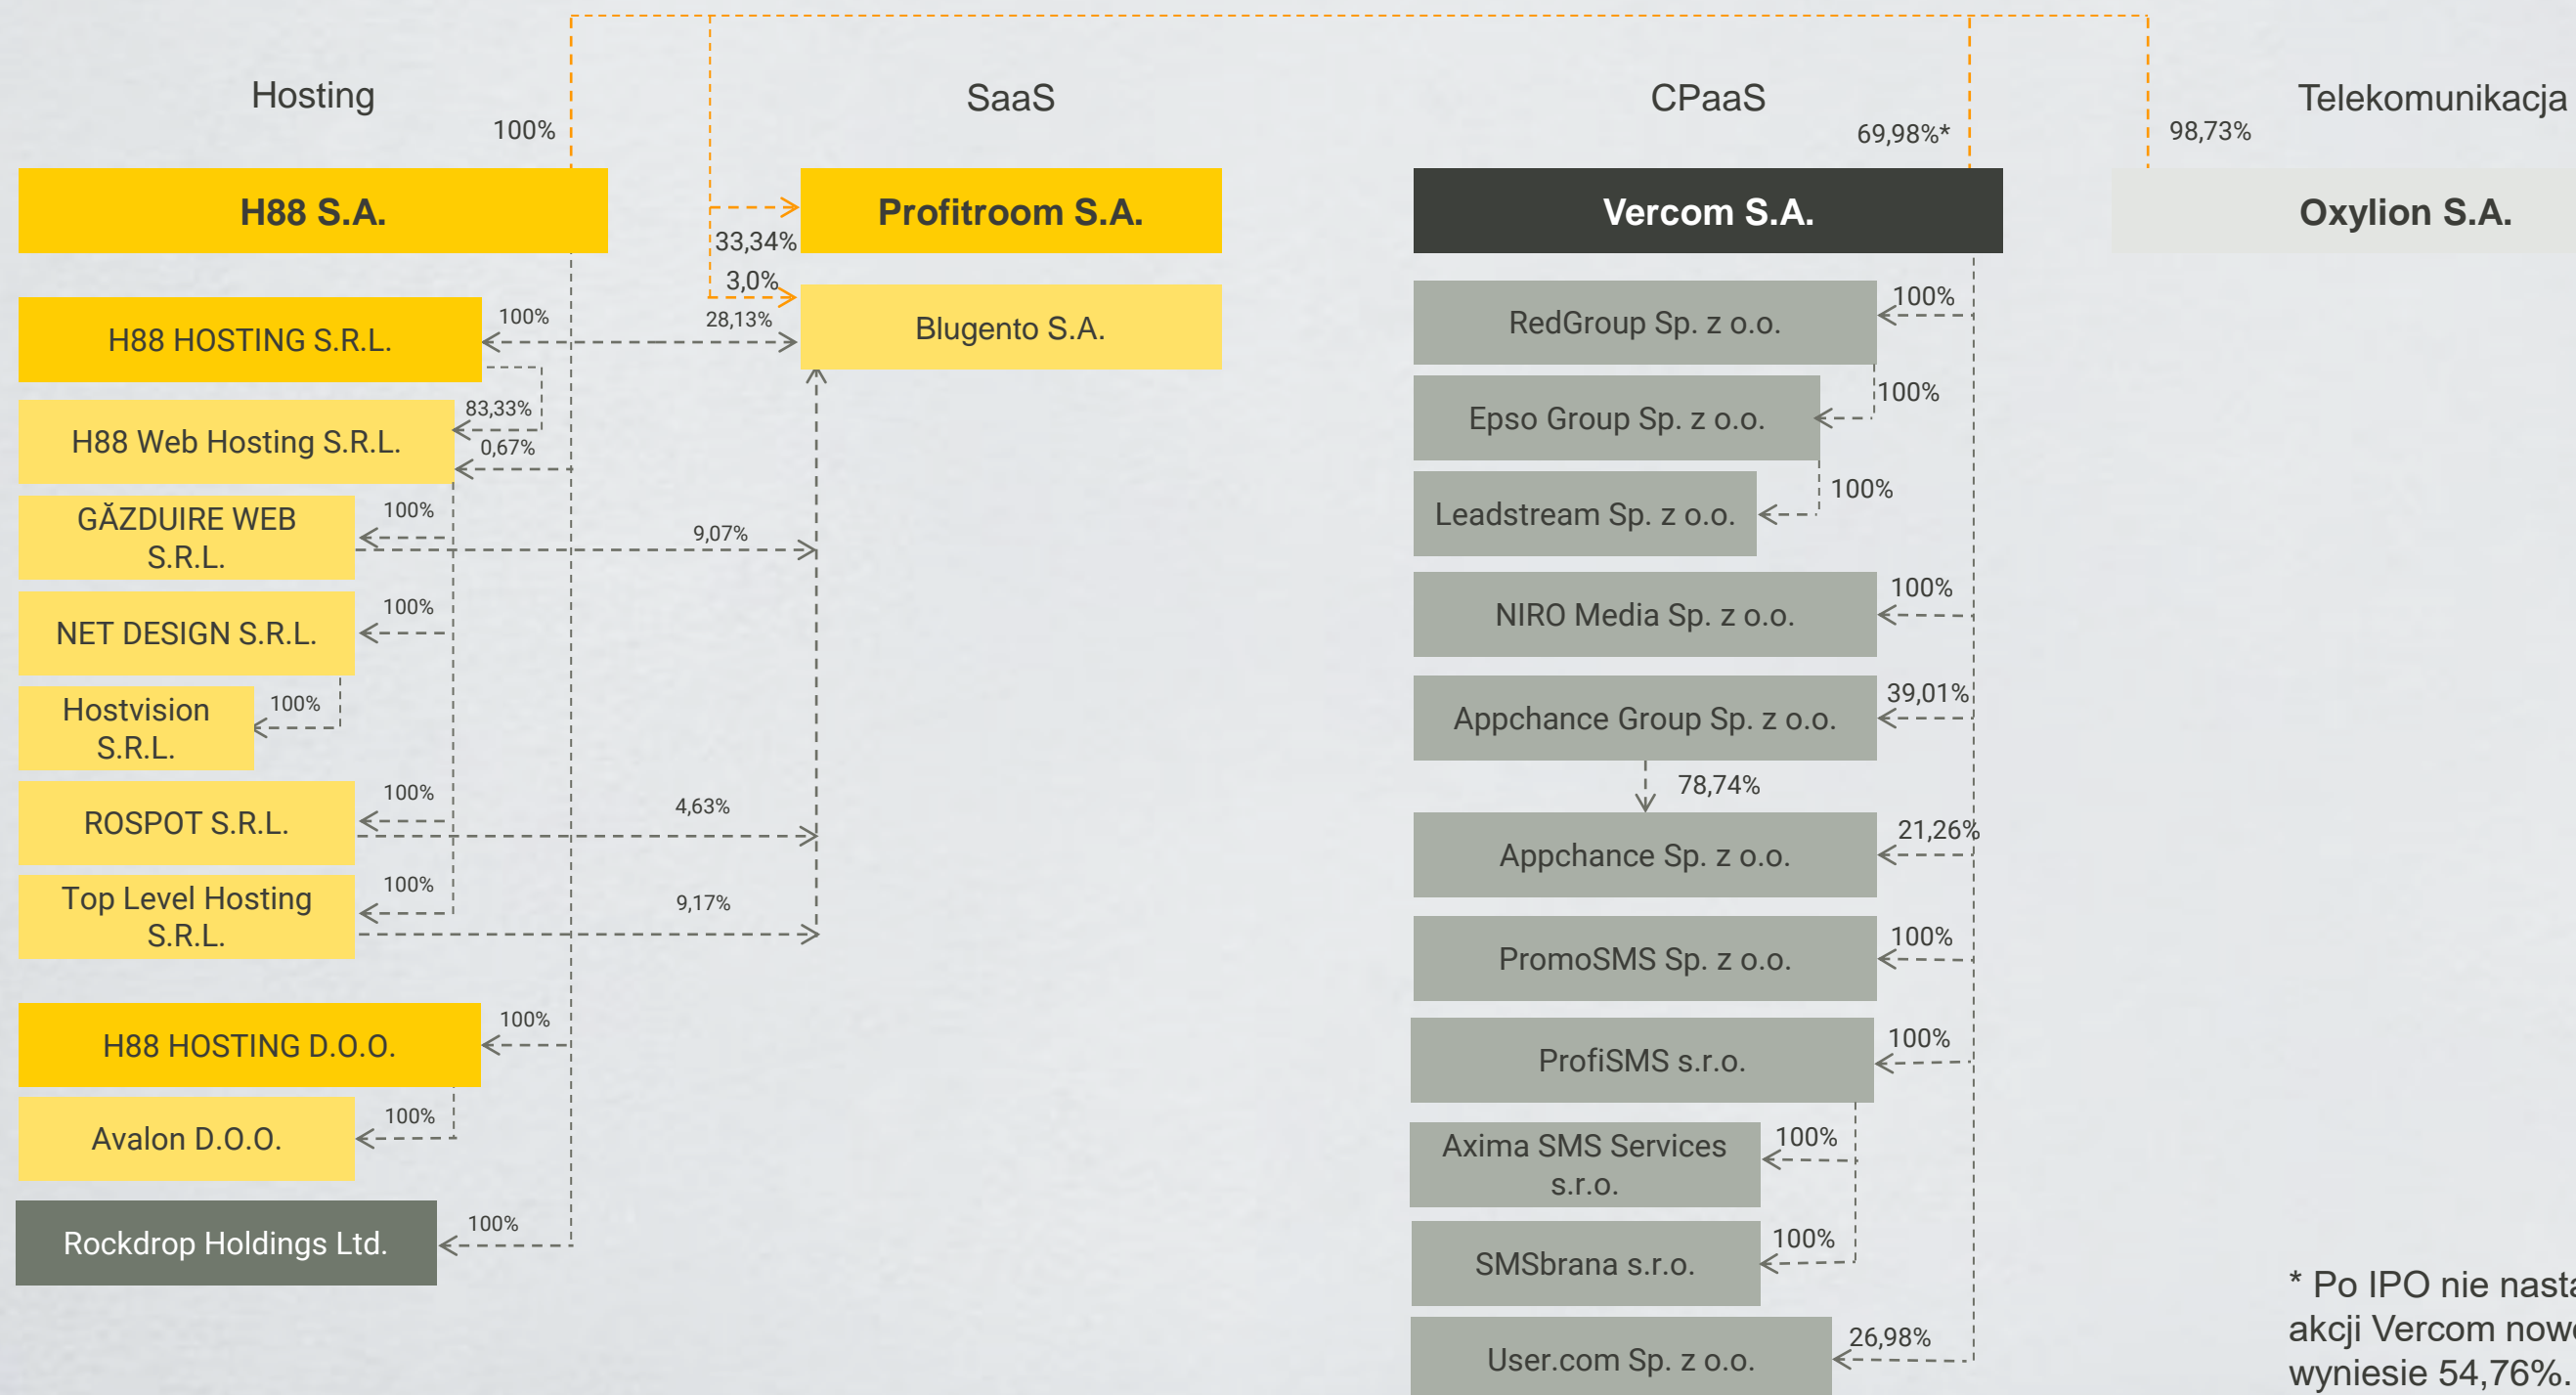 Hosting
SaaS
CPaaS
Telekomunikacja
100%
69,98%*
98,73%
H88 S.A.
Profitroom S.A.
Vercom S.A.
Oxylion S.A.
33,34%
3,0%
28,13%
Blugento S.A.
H88 HOSTING S.R.L.
100%
H88 Web Hosting S.R.L.
83,33%
0,67%
GĂZDUIRE WEB
S.R.L.
100%
9,07%
NET DESIGN S.R.L.
100%
Hostvision
S.R.L.
100%
ROSPOT S.R.L.
100%
4,63%
Top Level Hosting
S.R.L.
100%
9,17%
H88 HOSTING D.O.O.
100%
Avalon D.O.O.
100%
Rockdrop Holdings Ltd.
100%
RedGroup Sp. z o.o.
100%
Epso Group Sp. z o.o.
100%
Leadstream Sp. z o.o.
100%
NIRO Media Sp. z o.o.
100%
Appchance Group Sp. z o.o.
39,01%
78,74%
Appchance Sp. z o.o.
21,26%
PromoSMS Sp. z o.o.
100%
ProfiSMS s.r.o.
100%
Axima SMS Services
s.r.o.
100%
SMSbrana s.r.o.
100%
User.com Sp. z o.o.
26,98%
* Po IPO nie
akcji Vercom
wyniesie 54,76%.